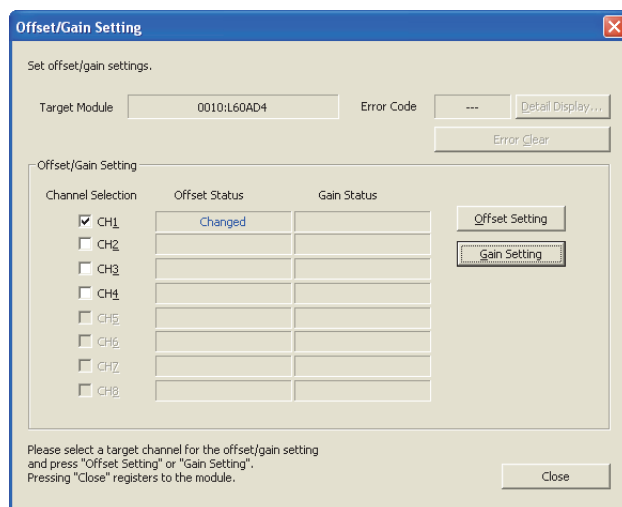 Offset/Gain Setting
Set offset/gain settings.
Target Module 0010:L60AD4 Error Code --- Detail Display...
Error Clear
Offset/Gain Setting
Channel Selection Offset Status Gain Status
CH1 Changed Offset Setting
CH2
Gain Setting
CH3
CH4
CH5
CH6
CH7
CH8
Please select a target channel for the offset/gain setting
and press "Offset Setting" or "Gain Setting".
Pressing "Close" registers to the module.
Close